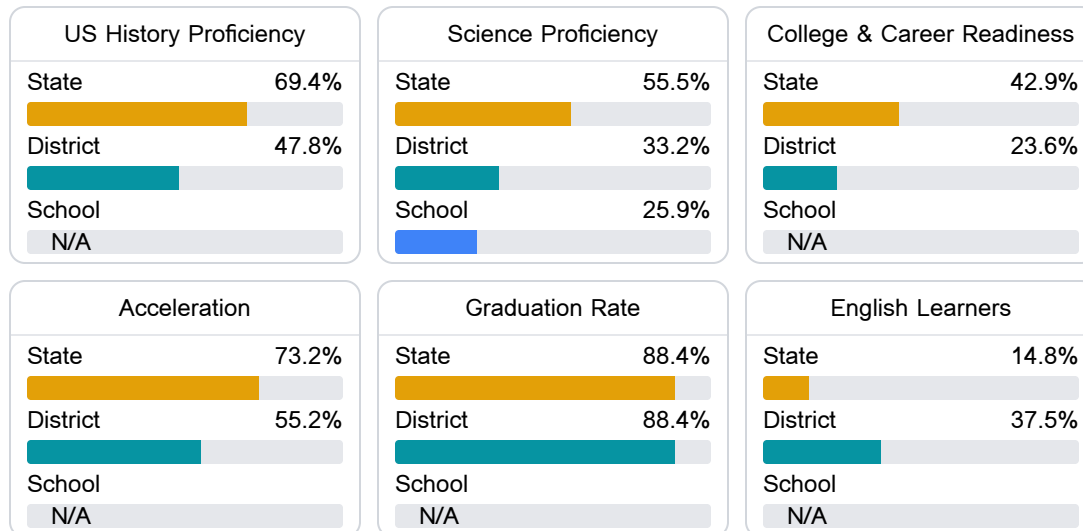 US History Proficiency
State 69.4%
District 47.8%
School
N/A
Science Proficiency
State 55.5%
District 33.2%
School 25.9%
College & Career Readiness
State 42.9%
District 23.6%
School
N/A
Acceleration
State 73.2%
District 55.2%
School
N/A
Graduation Rate
State 88.4%
District 88.4%
School
N/A
English Learners
State 14.8%
District 37.5%
School
N/A